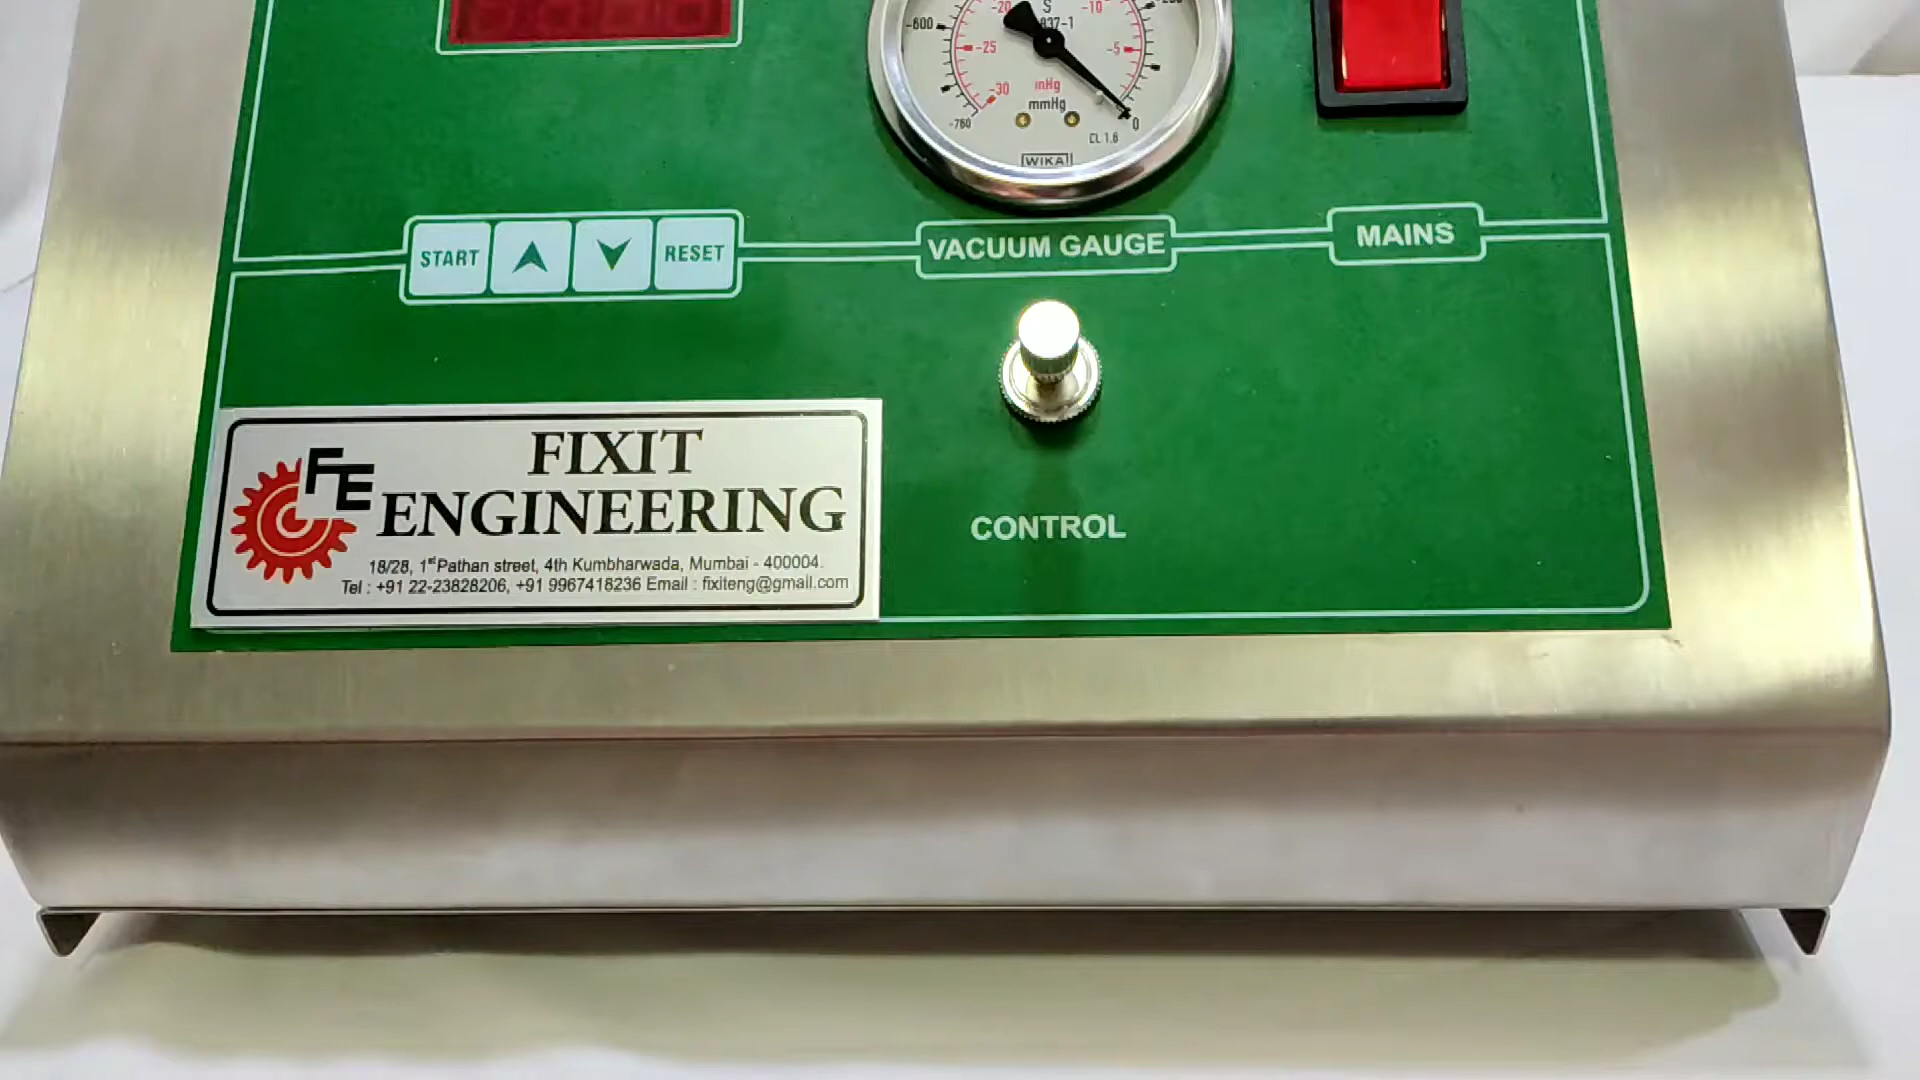 -20
S
-10
-600
837-1
-25
-5
-30
inHg
mmHg
-760
0
CL.1.6
WIKA
START
RESET
VACUUM GAUGE
MAINS
FE
FIXIT
ENGINEERING
18/28, 1st Pathan street, 4th Kumbharwada, Mumbai - 400004.
Tel : +91 22-23828206, +91 9967418236 Email : fixiteng@gmail.com
CONTROL